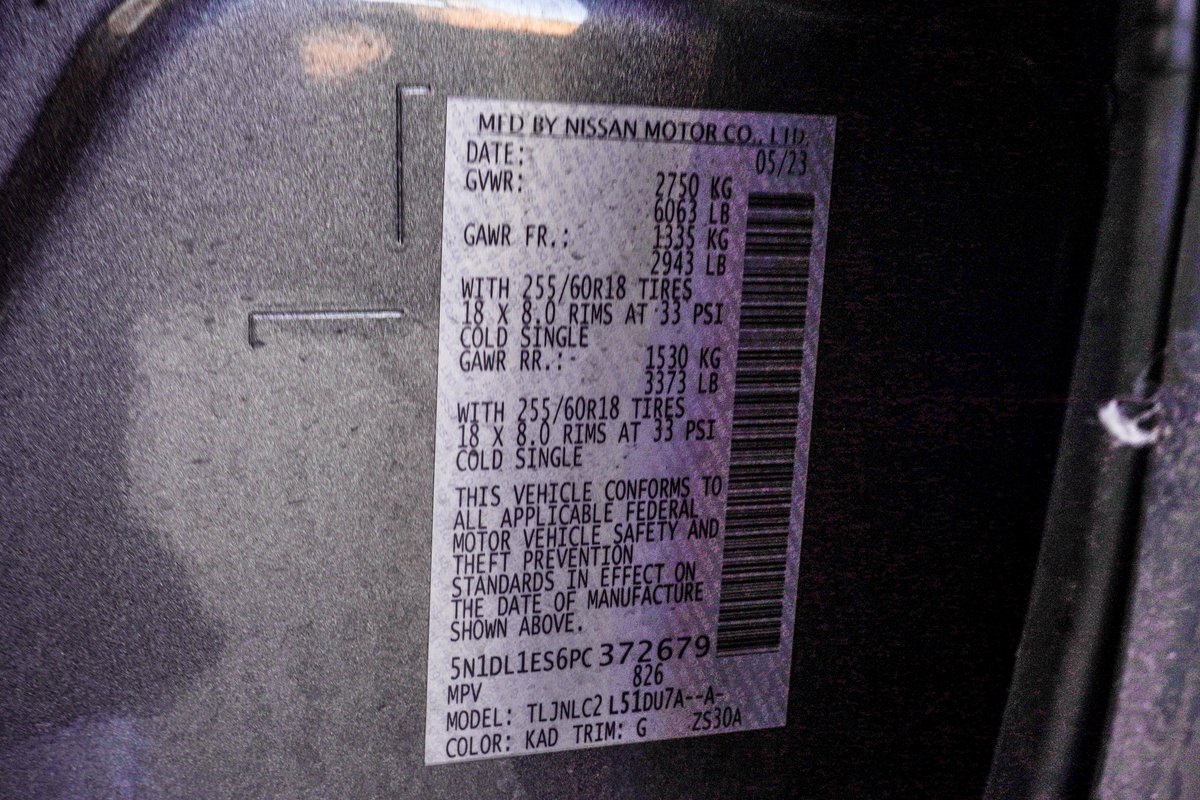 MFD BY NISSAN MOTOR CO., LTD.
DATE: 05/23
GVWR: 2750 KG
6063 LB
GAWR FR.: 1335 KG
2943 LB
WITH 255/60R18 TIRES
18 X 8.0 RIMS AT 33 PSI
COLD SINGLE
GAWR RR.: 1530 KG
3373 LB
WITH 255/60R18 TIRES
18 X 8.0 RIMS AT 33 PSI
COLD SINGLE
THIS VEHICLE CONFORMS TO
ALL APPLICABLE FEDERAL
MOTOR VEHICLE SAFETY AND
THEFT PREVENTION
STANDARDS IN EFFECT ON
THE DATE OF MANUFACTURE
SHOWN ABOVE.
5N1DL1ES6PC372679
MPV 826
MODEL: TLJNLC2 L51DU7A--A-
COLOR: KAD TRIM: G ZS30A